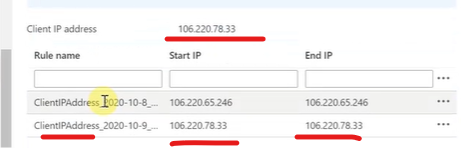 Client IP address 106.220.78.33
Rule name Start IP End IP
ClientIPAddress_2020-10-8_... 106.220.65.246 106.220.65.246 ...
ClientIPAddress_2020-10-9_... 106.220.78.33 106.220.78.33 ...